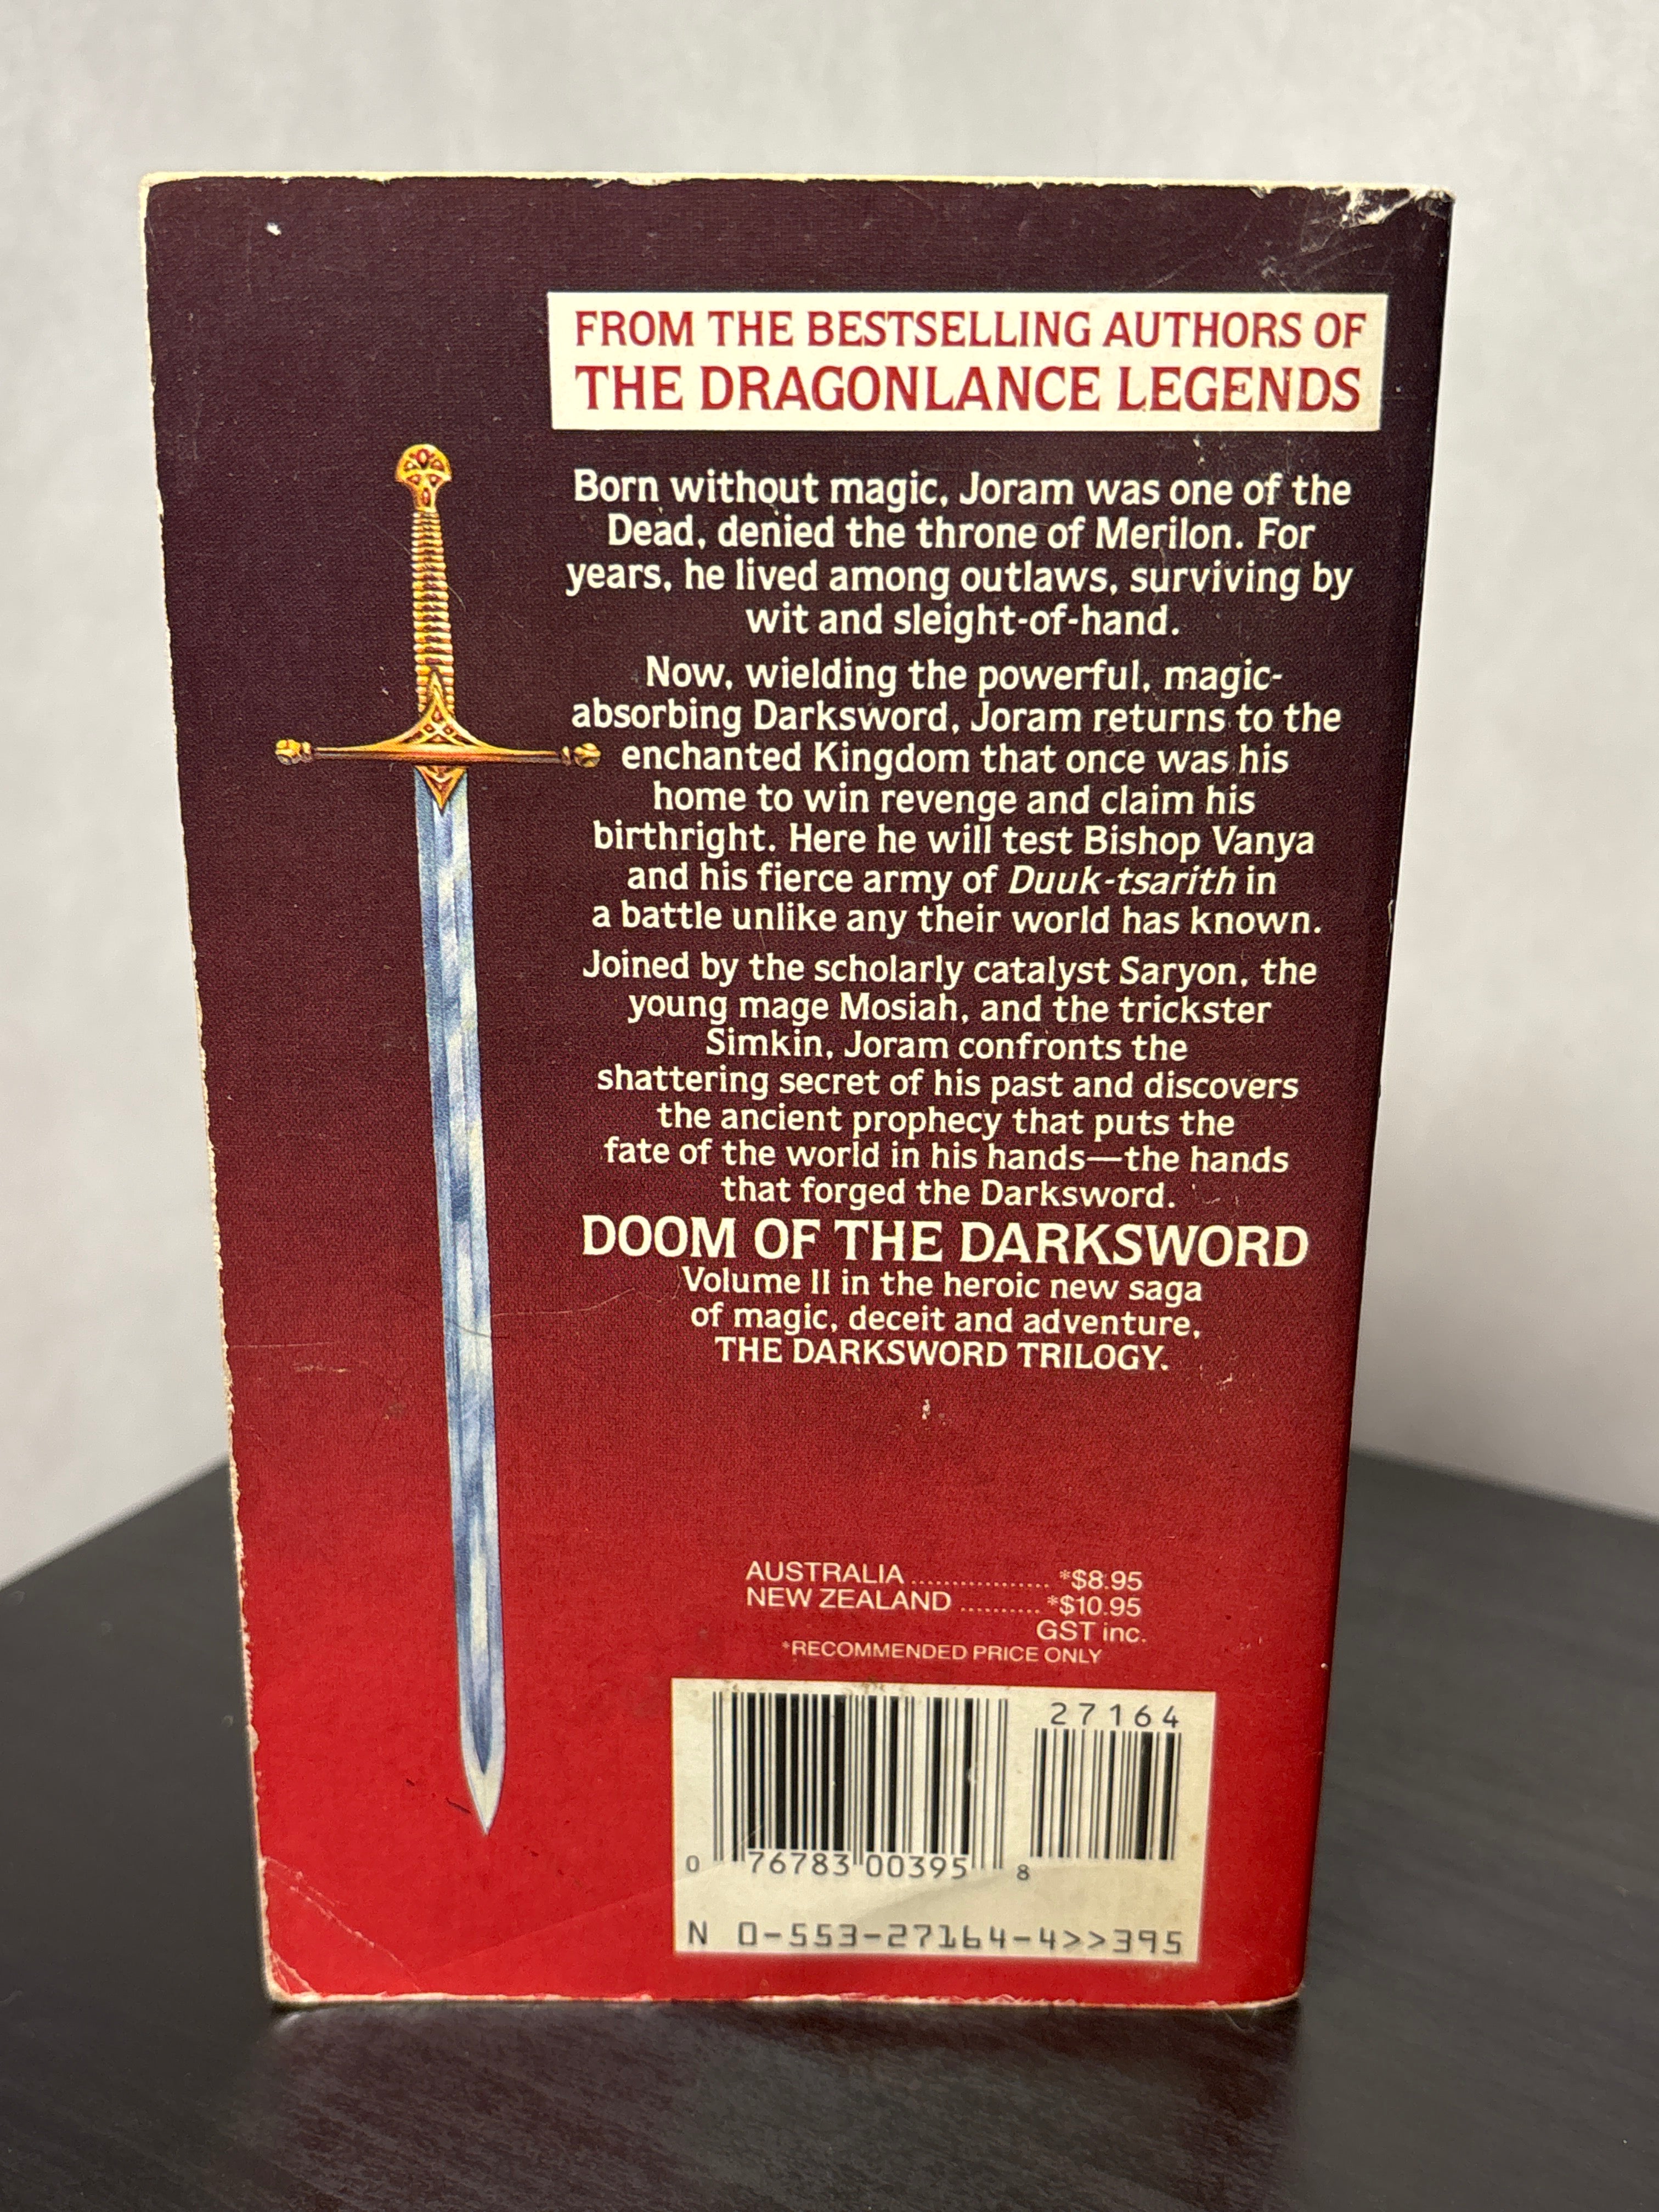 FROM THE BESTSELLING AUTHORS OF
THE DRAGONLANCE LEGENDS
Born without magic, Joram was one of the
Dead, denied the throne of Merilon. For
years, he lived among outlaws, surviving by
wit and sleight-of-hand.
Now, wielding the powerful, magic-
absorbing Darksword, Joram returns to the
enchanted Kingdom that once was his
home to win revenge and claim his
birthright. Here he will test Bishop Vanya
and his fierce army of Duuk-tsarith in
a battle unlike any their world has known.
Joined by the scholarly catalyst Saryon, the
young mage Mosiah, and the trickster
Simkin, Joram confronts the
shattering secret of his past and discovers
the ancient prophecy that puts the
fate of the world in his hands—the hands
that forged the Darksword.
DOOM OF THE DARKSWORD
Volume II in the heroic new saga
of magic, deceit and adventure,
THE DARKSWORD TRILOGY.
AUSTRALIA .................. *$8.95
NEW ZEALAND .......... *$10.95
GST inc.
*RECOMMENDED PRICE ONLY
27164
0 76783 00395 8
N 0-553-27164-4>>395